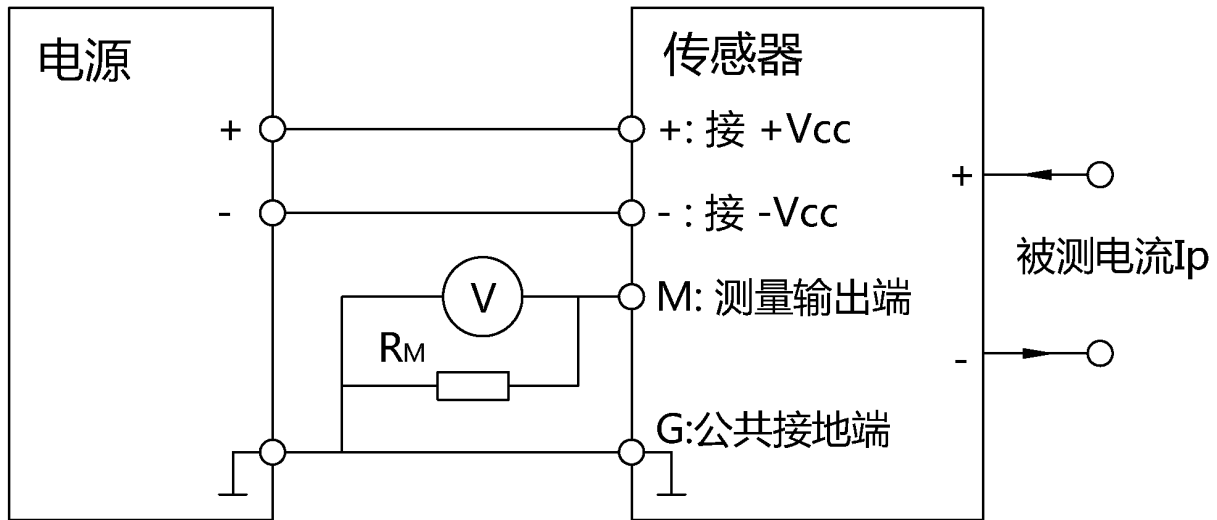 电源
传感器
+
+: 接 +Vcc
+
-
- : 接 -Vcc
被测电流Ip
V
M: 测量输出端
RM
-
G:公共接地端